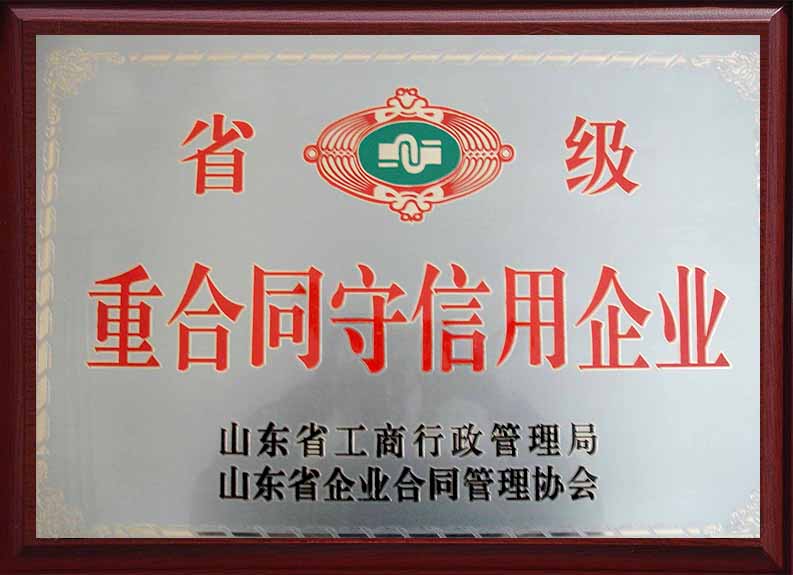 省 级
重合同守信用企业
山东省工商行政管理局
山东省企业合同管理协会